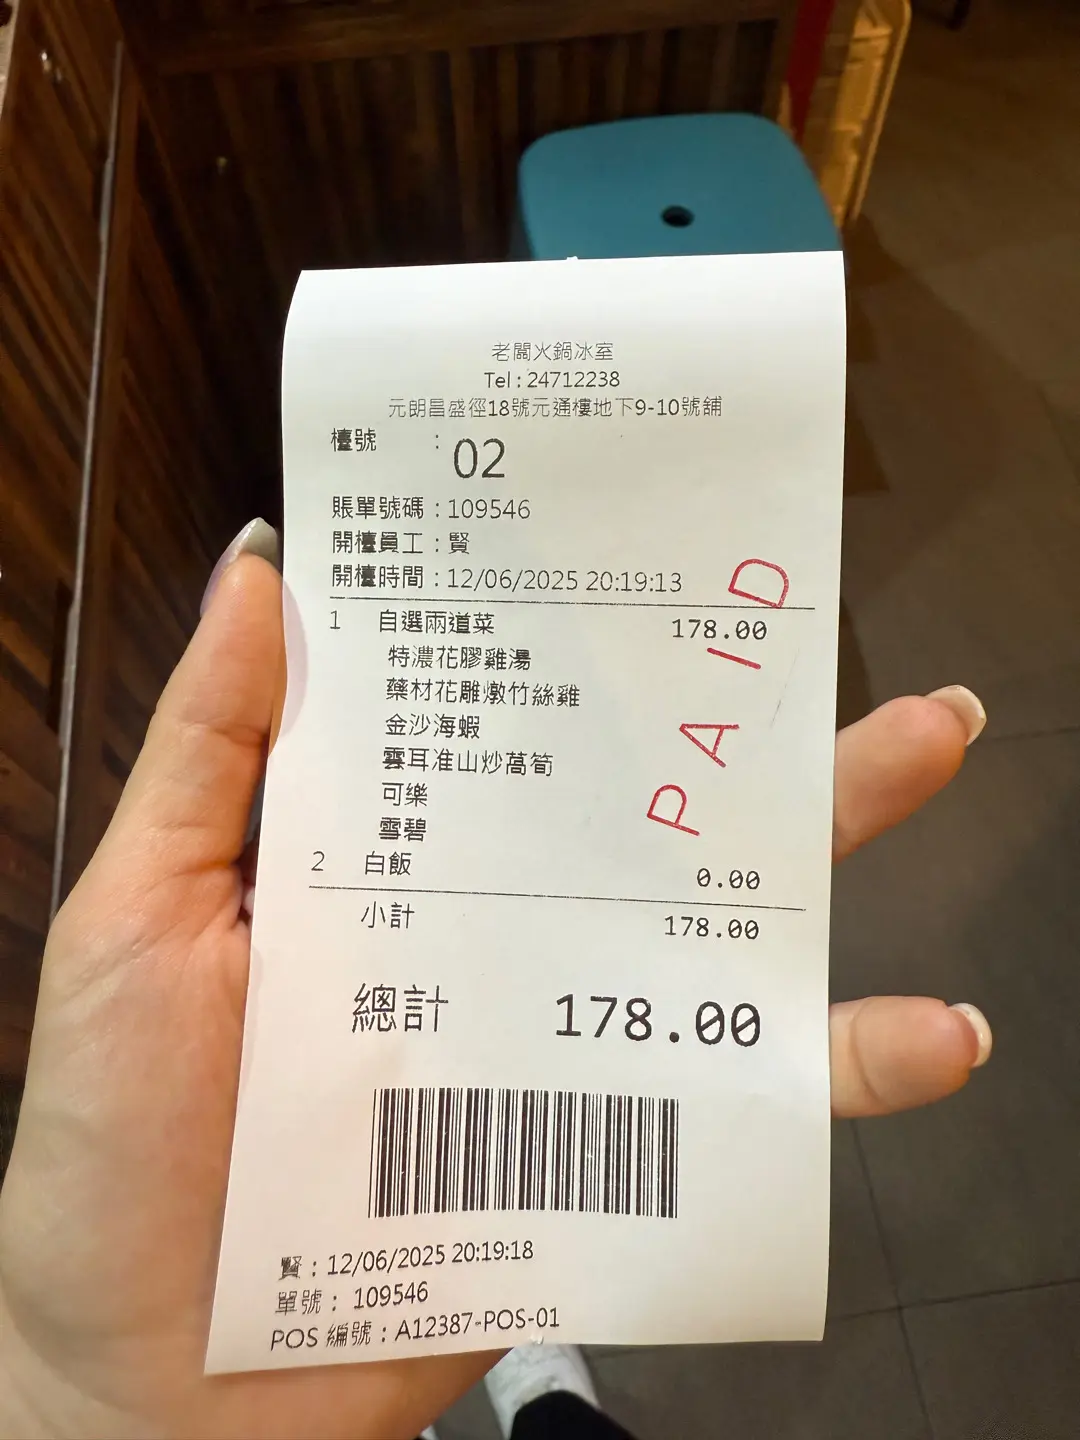 老闆火鍋冰室
Tel : 24712238
元朗昌盛徑18號元通樓地下9-10號舖
檯號 : 02
賬單號碼 : 109546
開檯員工 : 賢
開檯時間 : 12/06/2025 20:19:13
1 自選兩道菜 178.00
特濃花膠雞湯
藥材花雕燉竹絲雞
金沙海蝦
雲耳准山炒萵筍
可樂
雪碧
2 白飯 0.00
小計 178.00
總計 178.00
賢 : 12/06/2025 20:19:18
單號 : 109546
POS 編號 : A12387-POS-01
PAID